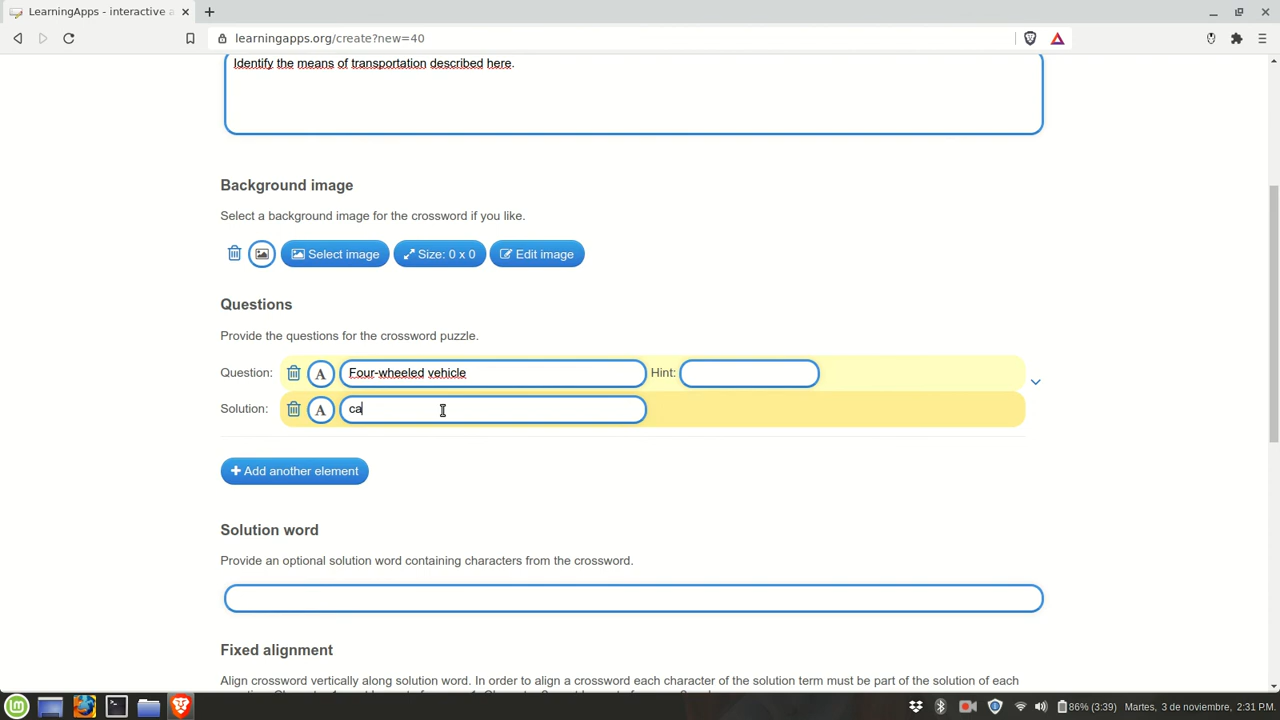 LearningApps - interactive a
learningapps.org/create?new=40
Identify the means of transportation described here.
Background image
Select a background image for the crossword if you like.
Select image
Size: 0 x 0
Edit image
Questions
Provide the questions for the crossword puzzle.
Question: A Four-wheeled vehicle Hint:
Solution: A ca
+ Add another element
Solution word
Provide an optional solution word containing characters from the crossword.
Fixed alignment
Align crossword vertically along solution word. In order to align a crossword each character of the solution term must be part of the solution of each
86% (3:39) Martes, 3 de noviembre, 2:31 P.M.